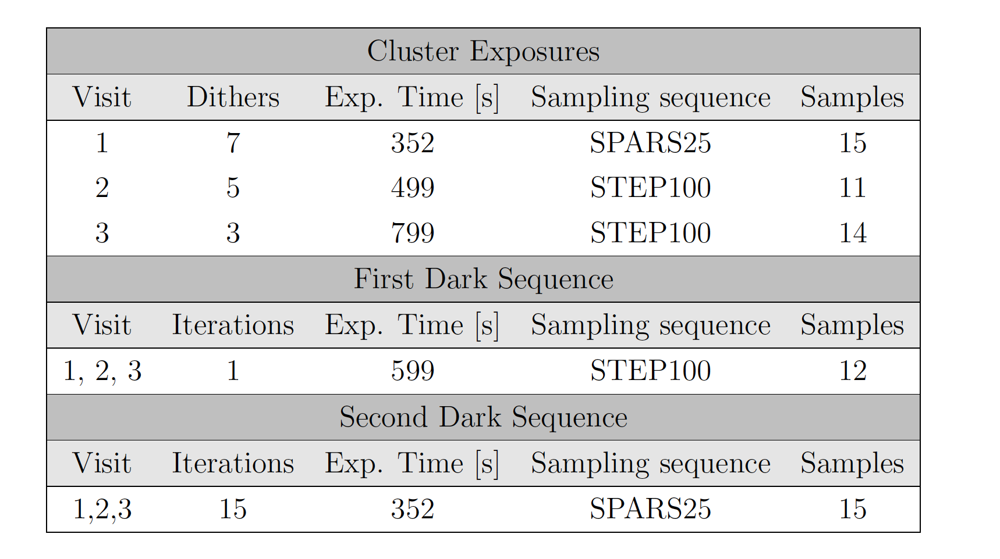 Cluster Exposures
Visit Dithers Exp. Time [s] Sampling sequence Samples
1 7 352 SPARS25 15
2 5 499 STEP100 11
3 3 799 STEP100 14
First Dark Sequence
Visit Iterations Exp. Time [s] Sampling sequence Samples
1, 2, 3 1 599 STEP100 12
Second Dark Sequence
Visit Iterations Exp. Time [s] Sampling sequence Samples
1,2,3 15 352 SPARS25 15